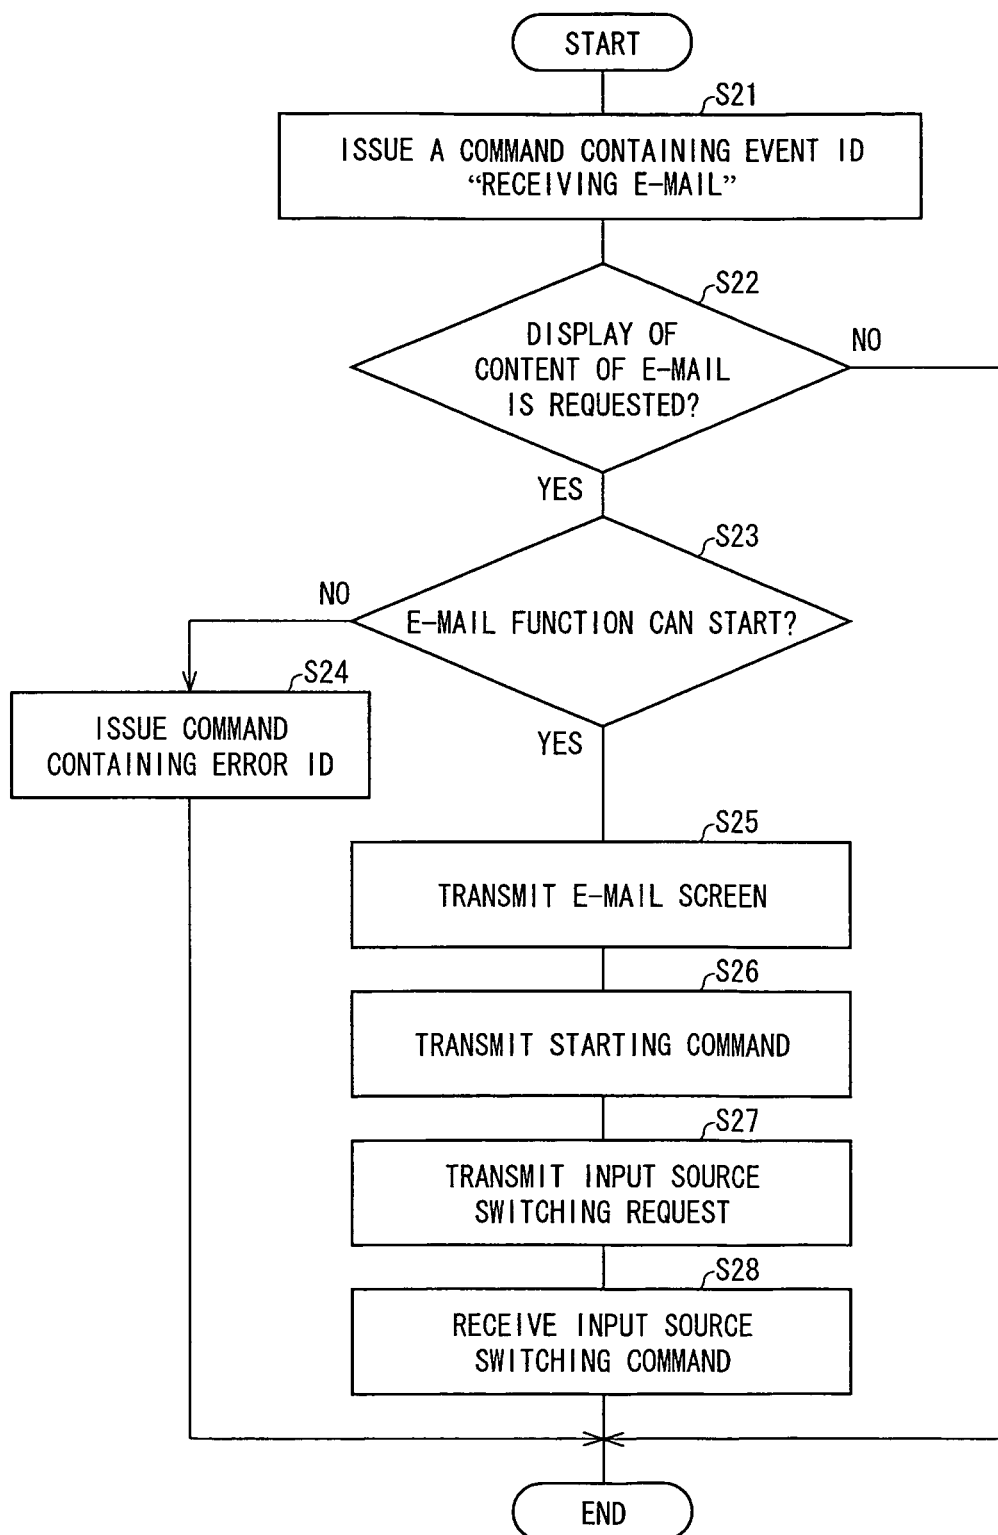 START
S21
ISSUE A COMMAND CONTAINING EVENT ID
“RECEIVING E-MAIL”
S22
DISPLAY OF
CONTENT OF E-MAIL
IS REQUESTED?
NO
YES
S23
E-MAIL FUNCTION CAN START?
NO
YES
S24
ISSUE COMMAND
CONTAINING ERROR ID
S25
TRANSMIT E-MAIL SCREEN
S26
TRANSMIT STARTING COMMAND
S27
TRANSMIT INPUT SOURCE
SWITCHING REQUEST
S28
RECEIVE INPUT SOURCE
SWITCHING COMMAND
END